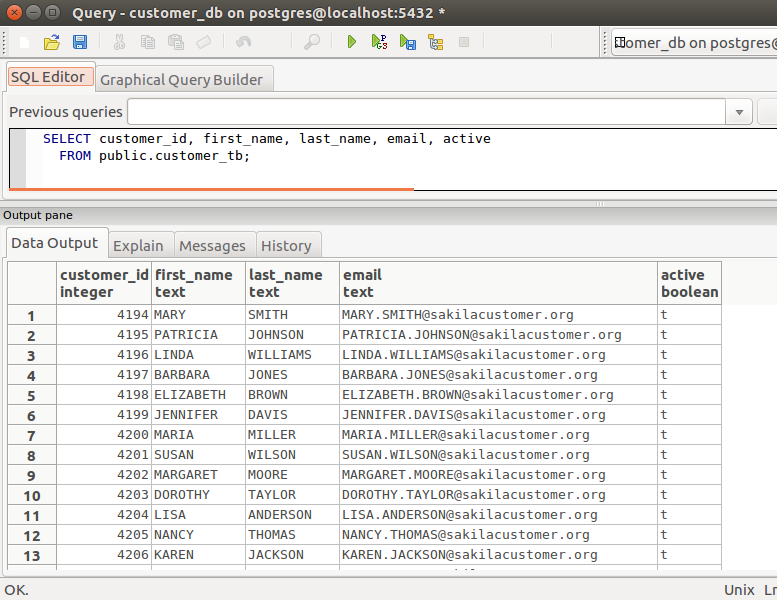 Query - customer_db on postgres@localhost:5432 *
tomer_db on postgres@
SQL Editor Graphical Query Builder
Previous queries
SELECT customer_id, first_name, last_name, email, active
FROM public.customer_tb;
Output pane
Data Output Explain Messages History
customer_id first_name last_name email active
integer text text text boolean
1 4194 MARY SMITH MARY.SMITH@sakilacustomer.org t
2 4195 PATRICIA JOHNSON PATRICIA.JOHNSON@sakilacustomer.org t
3 4196 LINDA WILLIAMS LINDA.WILLIAMS@sakilacustomer.org t
4 4197 BARBARA JONES BARBARA.JONES@sakilacustomer.org t
5 4198 ELIZABETH BROWN ELIZABETH.BROWN@sakilacustomer.org t
6 4199 JENNIFER DAVIS JENNIFER.DAVIS@sakilacustomer.org t
7 4200 MARIA MILLER MARIA.MILLER@sakilacustomer.org t
8 4201 SUSAN WILSON SUSAN.WILSON@sakilacustomer.org t
9 4202 MARGARET MOORE MARGARET.MOORE@sakilacustomer.org t
10 4203 DOROTHY TAYLOR DOROTHY.TAYLOR@sakilacustomer.org t
11 4204 LISA ANDERSON LISA.ANDERSON@sakilacustomer.org t
12 4205 NANCY THOMAS NANCY.THOMAS@sakilacustomer.org t
13 4206 KAREN JACKSON KAREN.JACKSON@sakilacustomer.org t
OK. Unix Ln